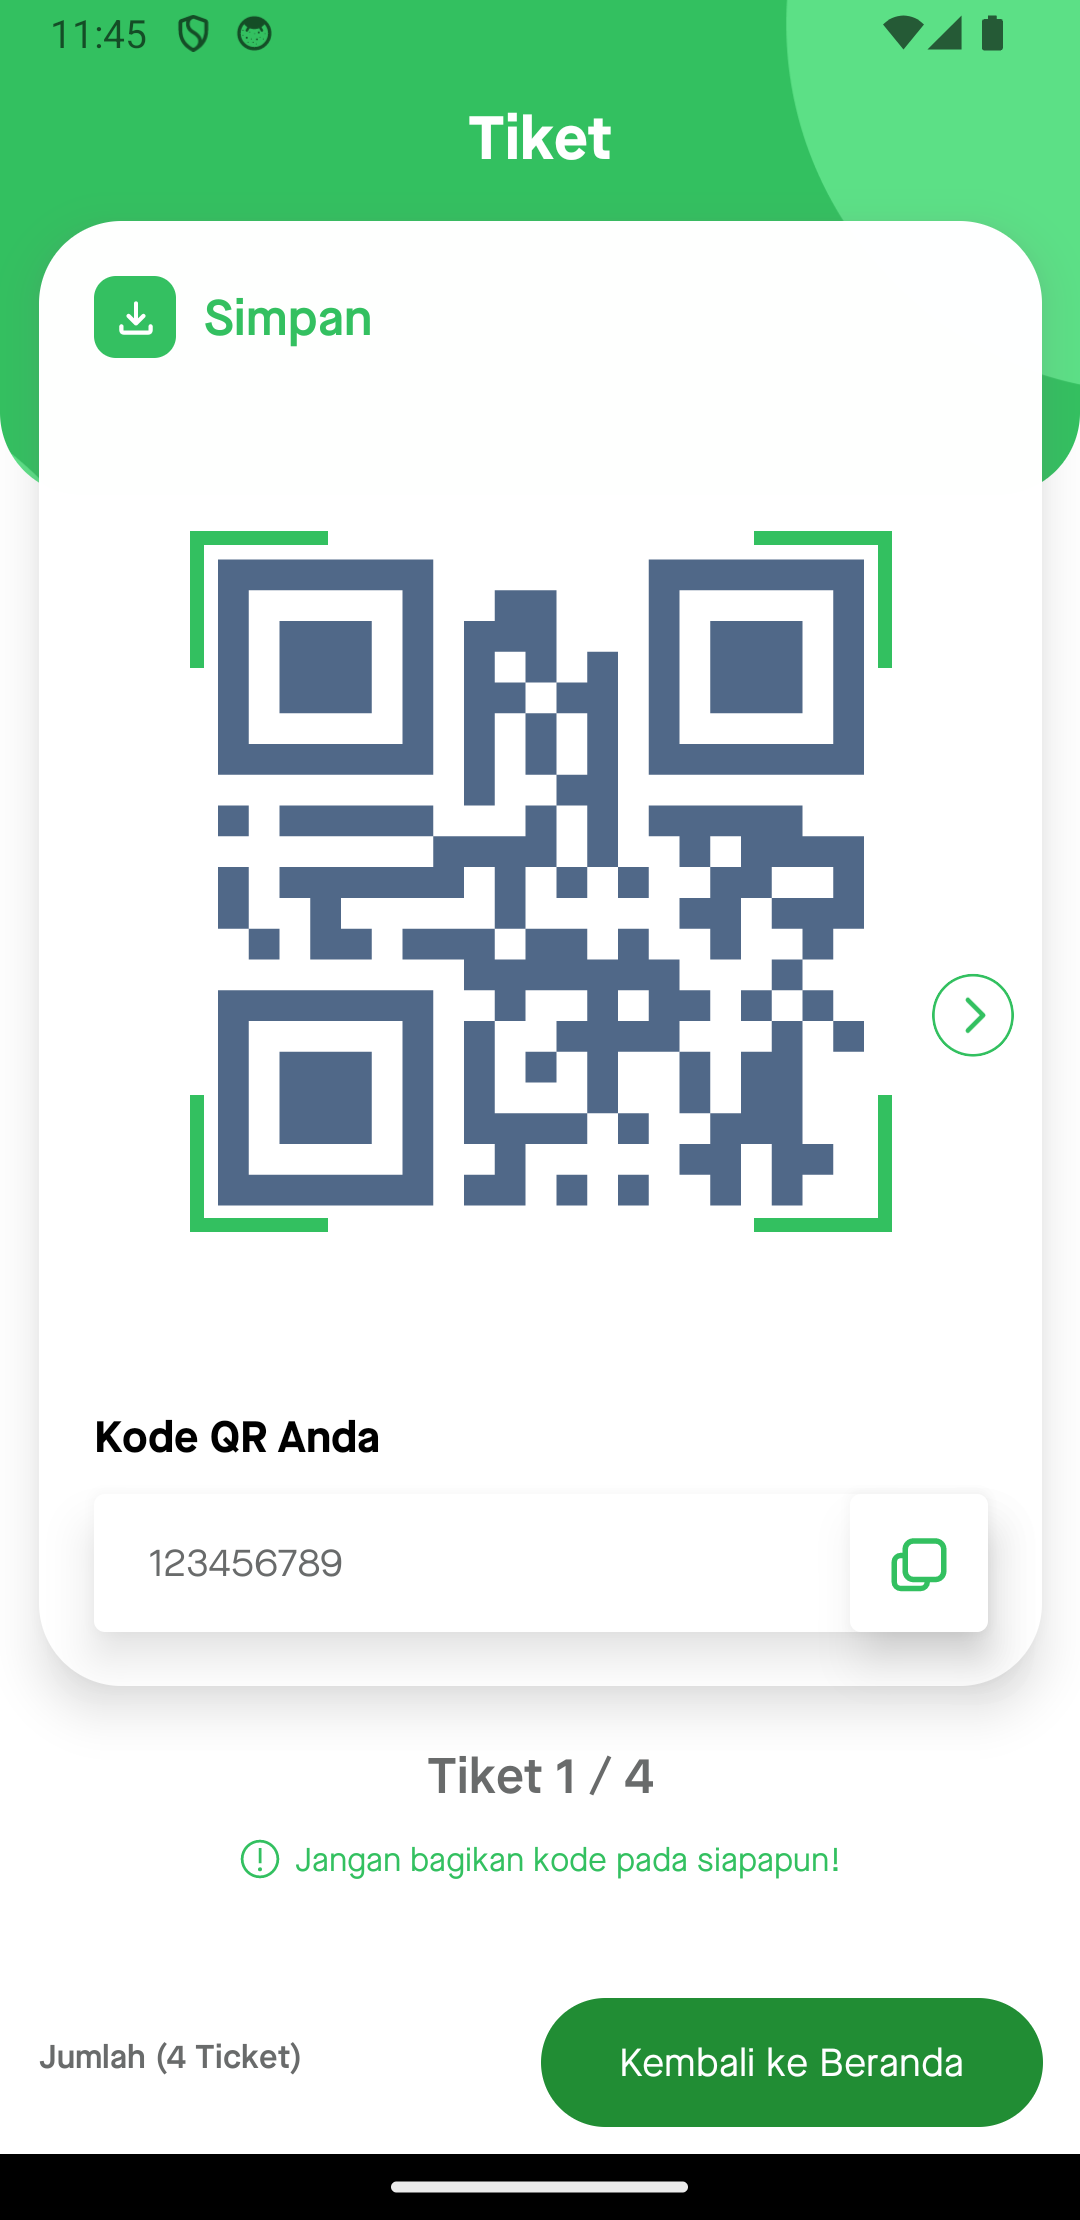 11:45
Tiket
Simpan
Kode QR Anda
123456789
Tiket 1 / 4
Jangan bagikan kode pada siapapun!
Jumlah (4 Ticket)
Kembali ke Beranda